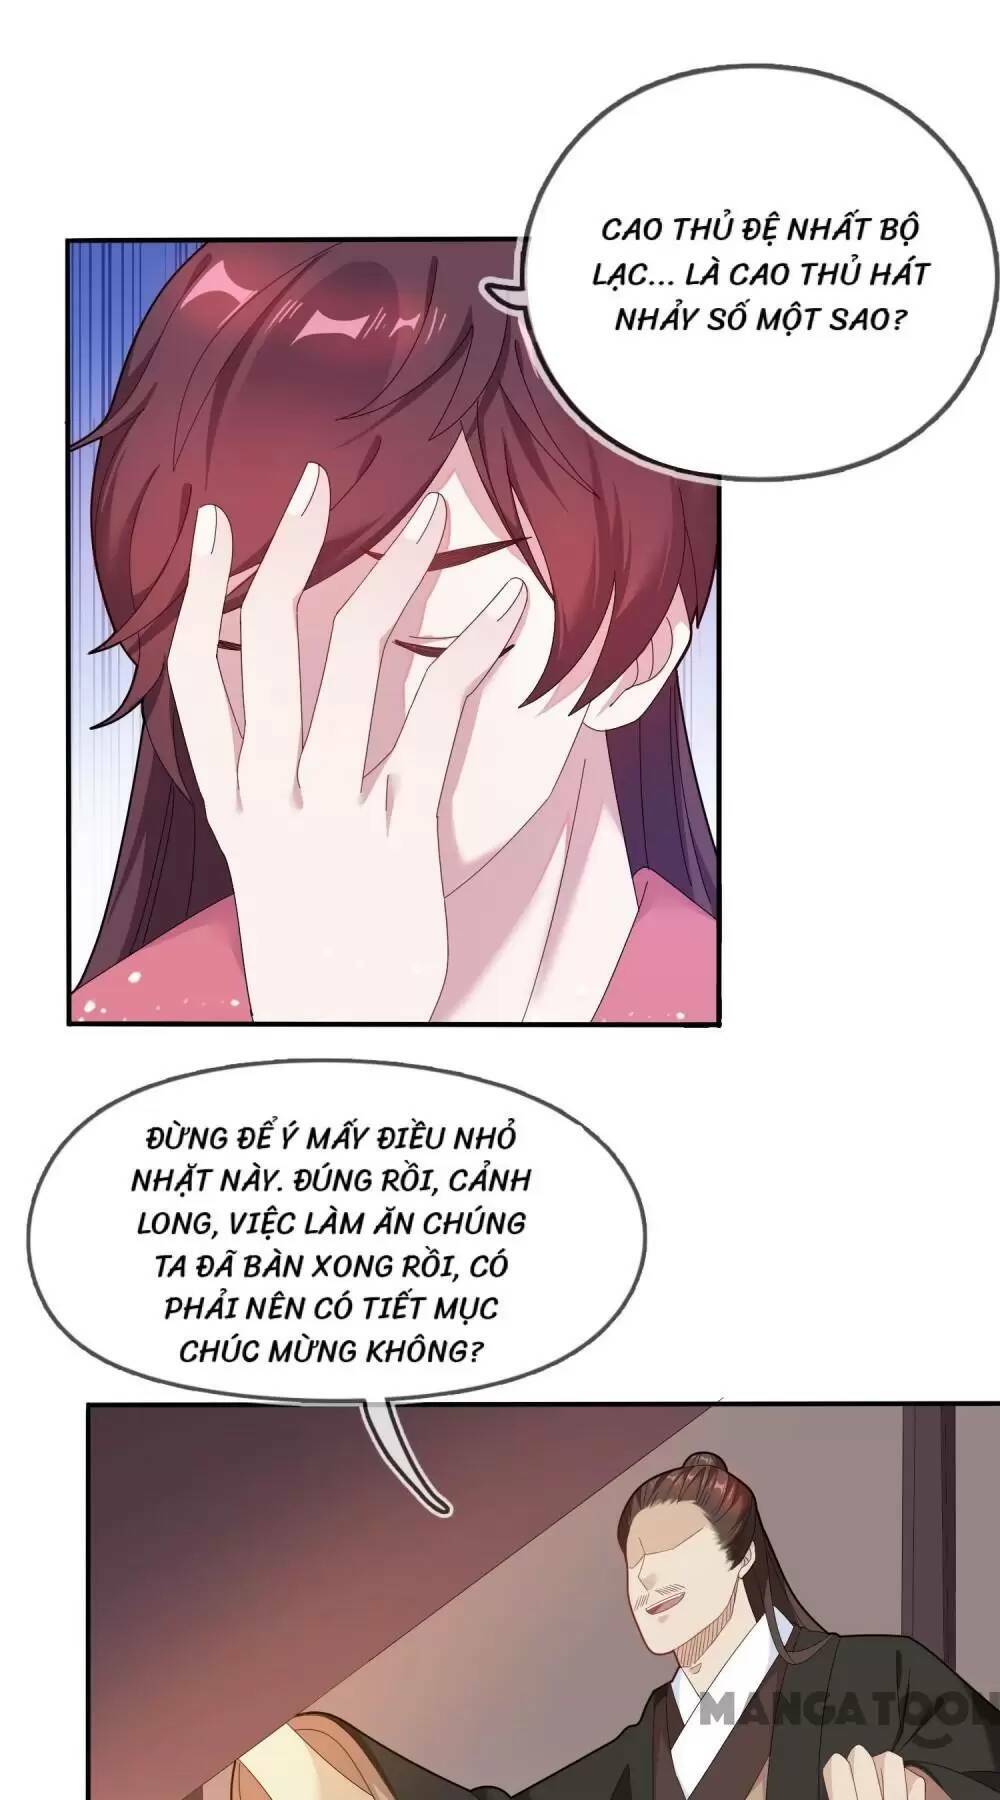 CAO THỦ ĐỆ NHẤT BỘ
LẠC... LÀ CAO THỦ HÁT
NHẢY SỐ MỘT SAO?
ĐỪNG ĐỂ Ý MẤY ĐIỀU NHỎ
NHẶT NÀY. ĐÚNG RỒI, CẢNH
LONG, VIỆC LÀM ĂN CHÚNG
TA ĐÃ BÀN XONG RỒI, CÓ
PHẢI NÊN CÓ TIẾT MỤC
CHÚC MỪNG KHÔNG?
MANGATOON